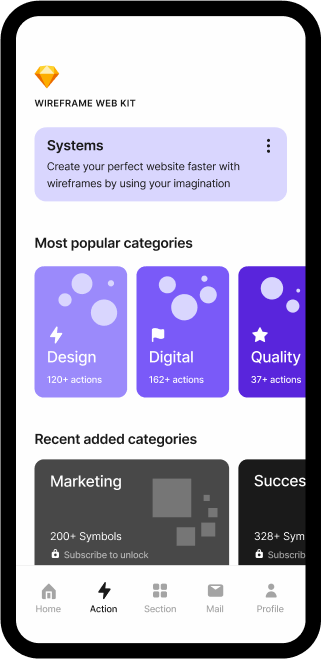 WIREFRAME WEB KIT
Systems
Create your perfect website faster with
wireframes by using your imagination
Most popular categories
Design
120+ actions
Digital
162+ actions
Quality
37+ actions
Recent added categories
Marketing
200+ Symbols
Subscribe to unlock
Succes
328+ Sym
Subscrib
Home
Action
Section
Mail
Profile